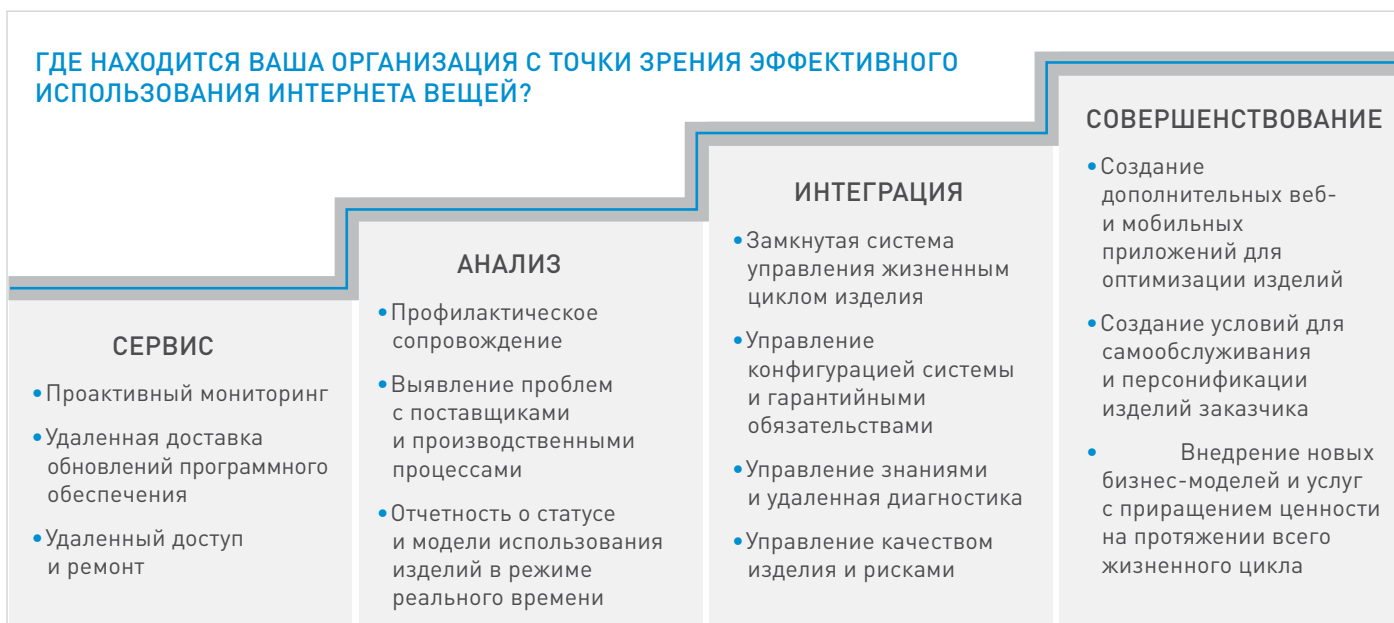 ГДЕ НАХОДИТСЯ ВАША ОРГАНИЗАЦИЯ С ТОЧКИ ЗРЕНИЯ ЭФФЕКТИВНОГО
ИСПОЛЬЗОВАНИЯ ИНТЕРНЕТА ВЕЩЕЙ?
СЕРВИС
•Проактивный мониторинг
•Удаленная доставка
обновлений программного
обеспечения
•Удаленный доступ
и ремонт
АНАЛИЗ
•Профилактическое
сопровождение
•Выявление проблем
с поставщиками
и производственными
процессами
•Отчетность о статусе
и модели использования
изделий в режиме
реального времени
ИНТЕГРАЦИЯ
•Замкнутая система
управления жизненным
циклом изделия
•Управление
конфигурацией системы
и гарантийными
обязательствами
•Управление знаниями
и удаленная диагностика
•Управление качеством
изделия и рисками
СОВЕРШЕНСТВОВАНИЕ
•Создание
дополнительных веб-
и мобильных
приложений для
оптимизации изделий
•Создание условий для
самообслуживания
и персонификации
изделий заказчика
• Внедрение новых
бизнес-моделей и услуг
с приращением ценности
на протяжении всего
жизненного цикла